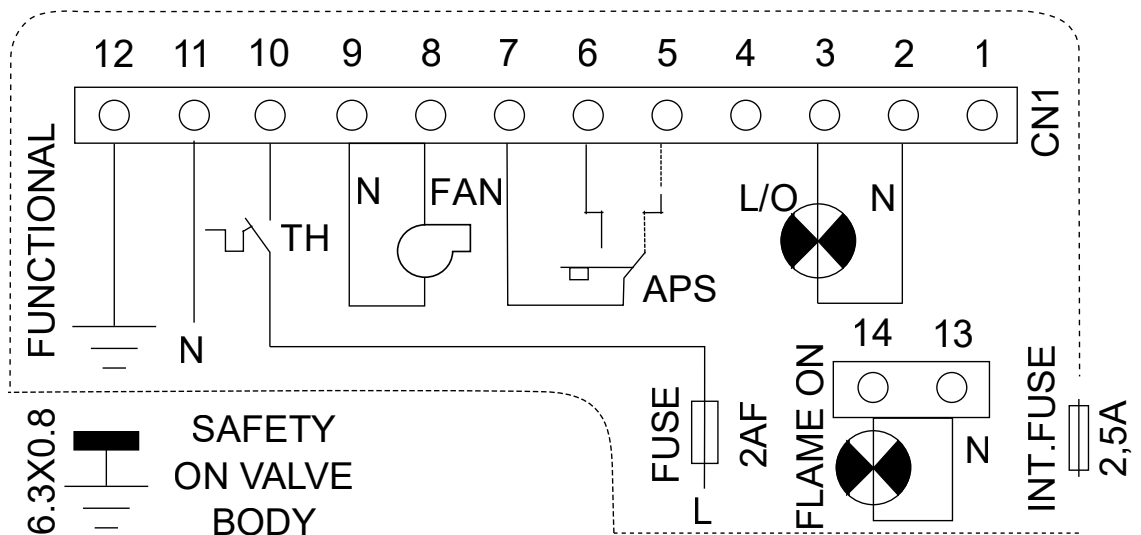 12 11 10 9 8 7 6 5 4 3 2 1
CN1
FUNCTIONAL
N
TH
N
FAN
APS
L/O
N
14 13
FLAME ON
N
INT.FUSE
2,5A
FUSE
2AF
L
6.3X0.8
SAFETY
ON VALVE
BODY